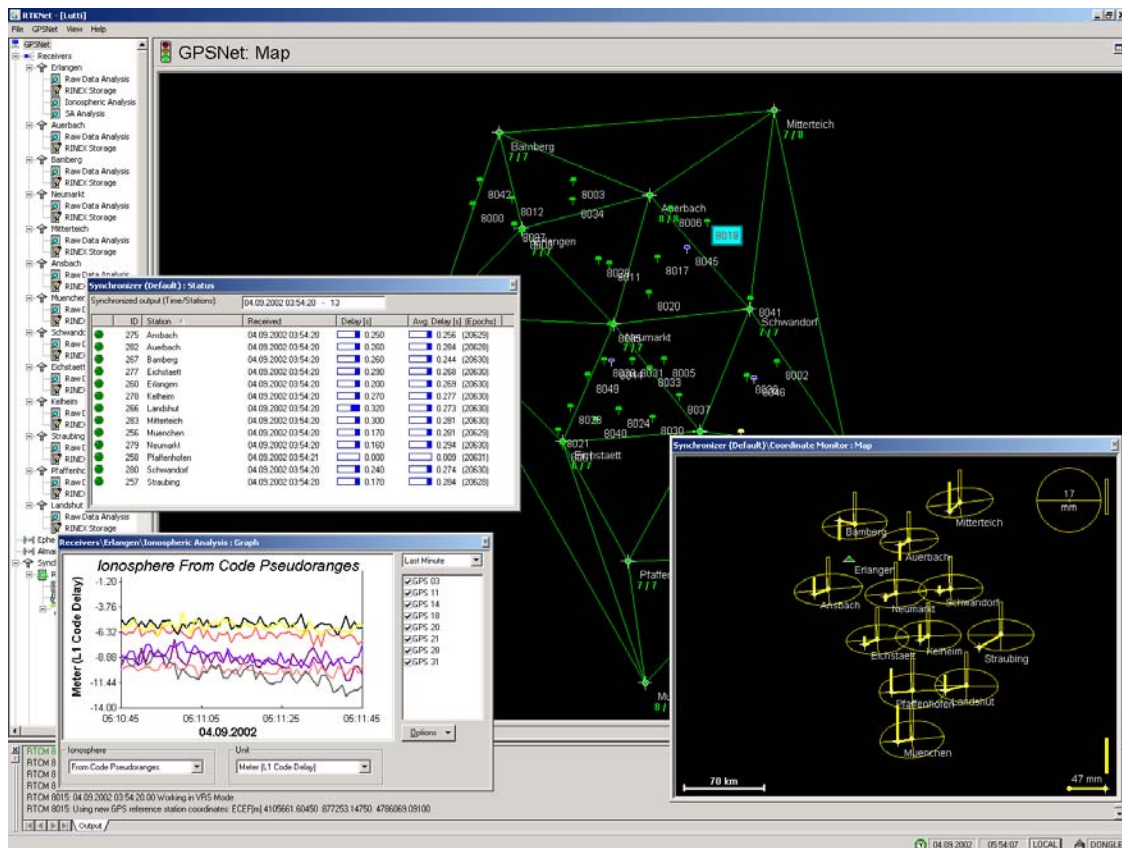 RTKNet - [Lutti]
File GPSNet View Help
GPSNet
Receivers
Erlangen
Raw Data Analysis
RINEX Storage
Ionospheric Analysis
SA Analysis
Auerbach
Raw Data Analysis
RINEX Storage
Bamberg
Raw Data Analysis
RINEX Storage
Neumarkt
Raw Data Analysis
RINEX Storage
Mitterteich
Raw Data Analysis
RINEX Storage
Ansbach
Raw Data Analysis
Landshut
Raw Data Analysis
RINEX Storage
GPSNet: Map
Mitterteich
7 / 8
Bamberg
7 / 7
8042
8003
8012
8034
8000
Auerbach
8 / 8
8006
8019
8045
8017
8011
8020
8041
Schwandorf
7 / 7
Neumarkt
8031
8005
8033
8002
8046
8049
8037
8024
8040
8021
Eichstaett
Synchronizer (Default) : Status
Synchronized output (Time/Stations): 04.09.2002 03:54:20 - 13
ID Station Received Delay [s] Avg. Delay [s] (Epochs)
275 Ansbach 04.09.2002 03:54:20 0.250 0.256 (20629)
282 Auerbach 04.09.2002 03:54:20 0.260 0.284 (20628)
267 Bamberg 04.09.2002 03:54:20 0.260 0.244 (20630)
277 Eichstaett 04.09.2002 03:54:20 0.290 0.268 (20630)
260 Erlangen 04.09.2002 03:54:20 0.200 0.269 (20630)
278 Kelheim 04.09.2002 03:54:20 0.270 0.277 (20630)
266 Landshut 04.09.2002 03:54:20 0.320 0.273 (20630)
283 Mitterteich 04.09.2002 03:54:20 0.300 0.281 (20630)
256 Muenchen 04.09.2002 03:54:20 0.170 0.281 (20629)
279 Neumarkt 04.09.2002 03:54:20 0.160 0.294 (20630)
258 Pfaffenhofen 04.09.2002 03:54:21 0.000 0.009 (20631)
280 Schwandorf 04.09.2002 03:54:20 0.240 0.274 (20630)
257 Straubing 04.09.2002 03:54:20 0.170 0.284 (20628)
Receivers\Erlangen\Ionospheric Analysis : Graph
Ionosphere From Code Pseudoranges
Meter (L1 Code Delay)
-1.20
-3.76
-6.32
-8.88
-11.44
-14.00
05:10:45 05:11:05 05:11:25 05:11:45
04.09.2002
Last Minute
GPS 03
GPS 11
GPS 14
GPS 18
GPS 20
GPS 21
GPS 28
GPS 31
Options
Ionosphere
From Code Pseudoranges
Unit
Meter (L1 Code Delay)
Synchronizer (Default)\Coordinate Monitor : Map
17
mm
Mitterteich
Bamberg
Auerbach
Erlangen
Ansbach
Neumarkt
Schwandorf
Eichstaett
Kelheim
Straubing
Pfaffenhofen
Landshut
Muenchen
70 km
47 mm
RTCM 8015: 04.09.2002 03:54:20.00 Working in VRS-Mode
RTCM 8015: Using new GPS reference station coordinates: ECEF[m] 4105661.60450 877253.14750 4786069.09100
Output
04.09.2002 05:54:07 LOCAL DONGLE